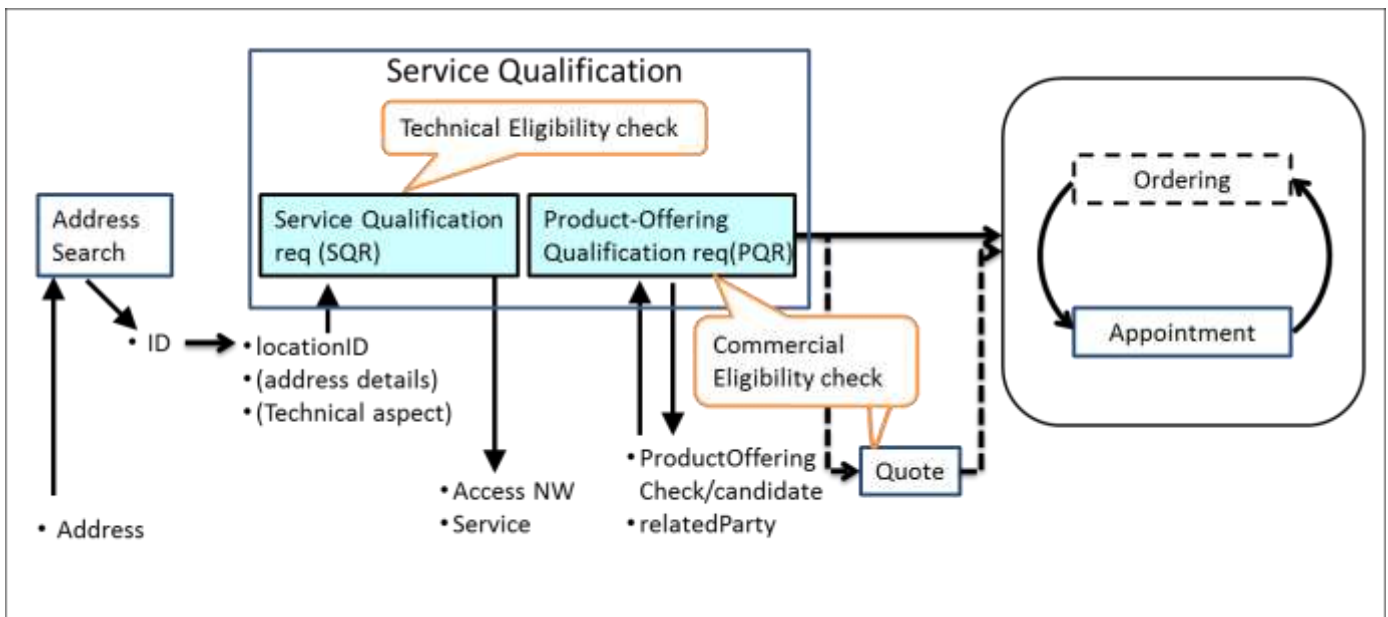 Service Qualification
Technical Eligibility check
Address
Search
Service Qualification
req (SQR)
Product-Offering
Qualification req(PQR)
Ordering
Appointment
• ID
• locationID
• (address details)
• (Technical aspect)
Commercial
Eligibility check
• Address
• Access NW
• Service
• ProductOffering
Check/candidate
• relatedParty
Quote